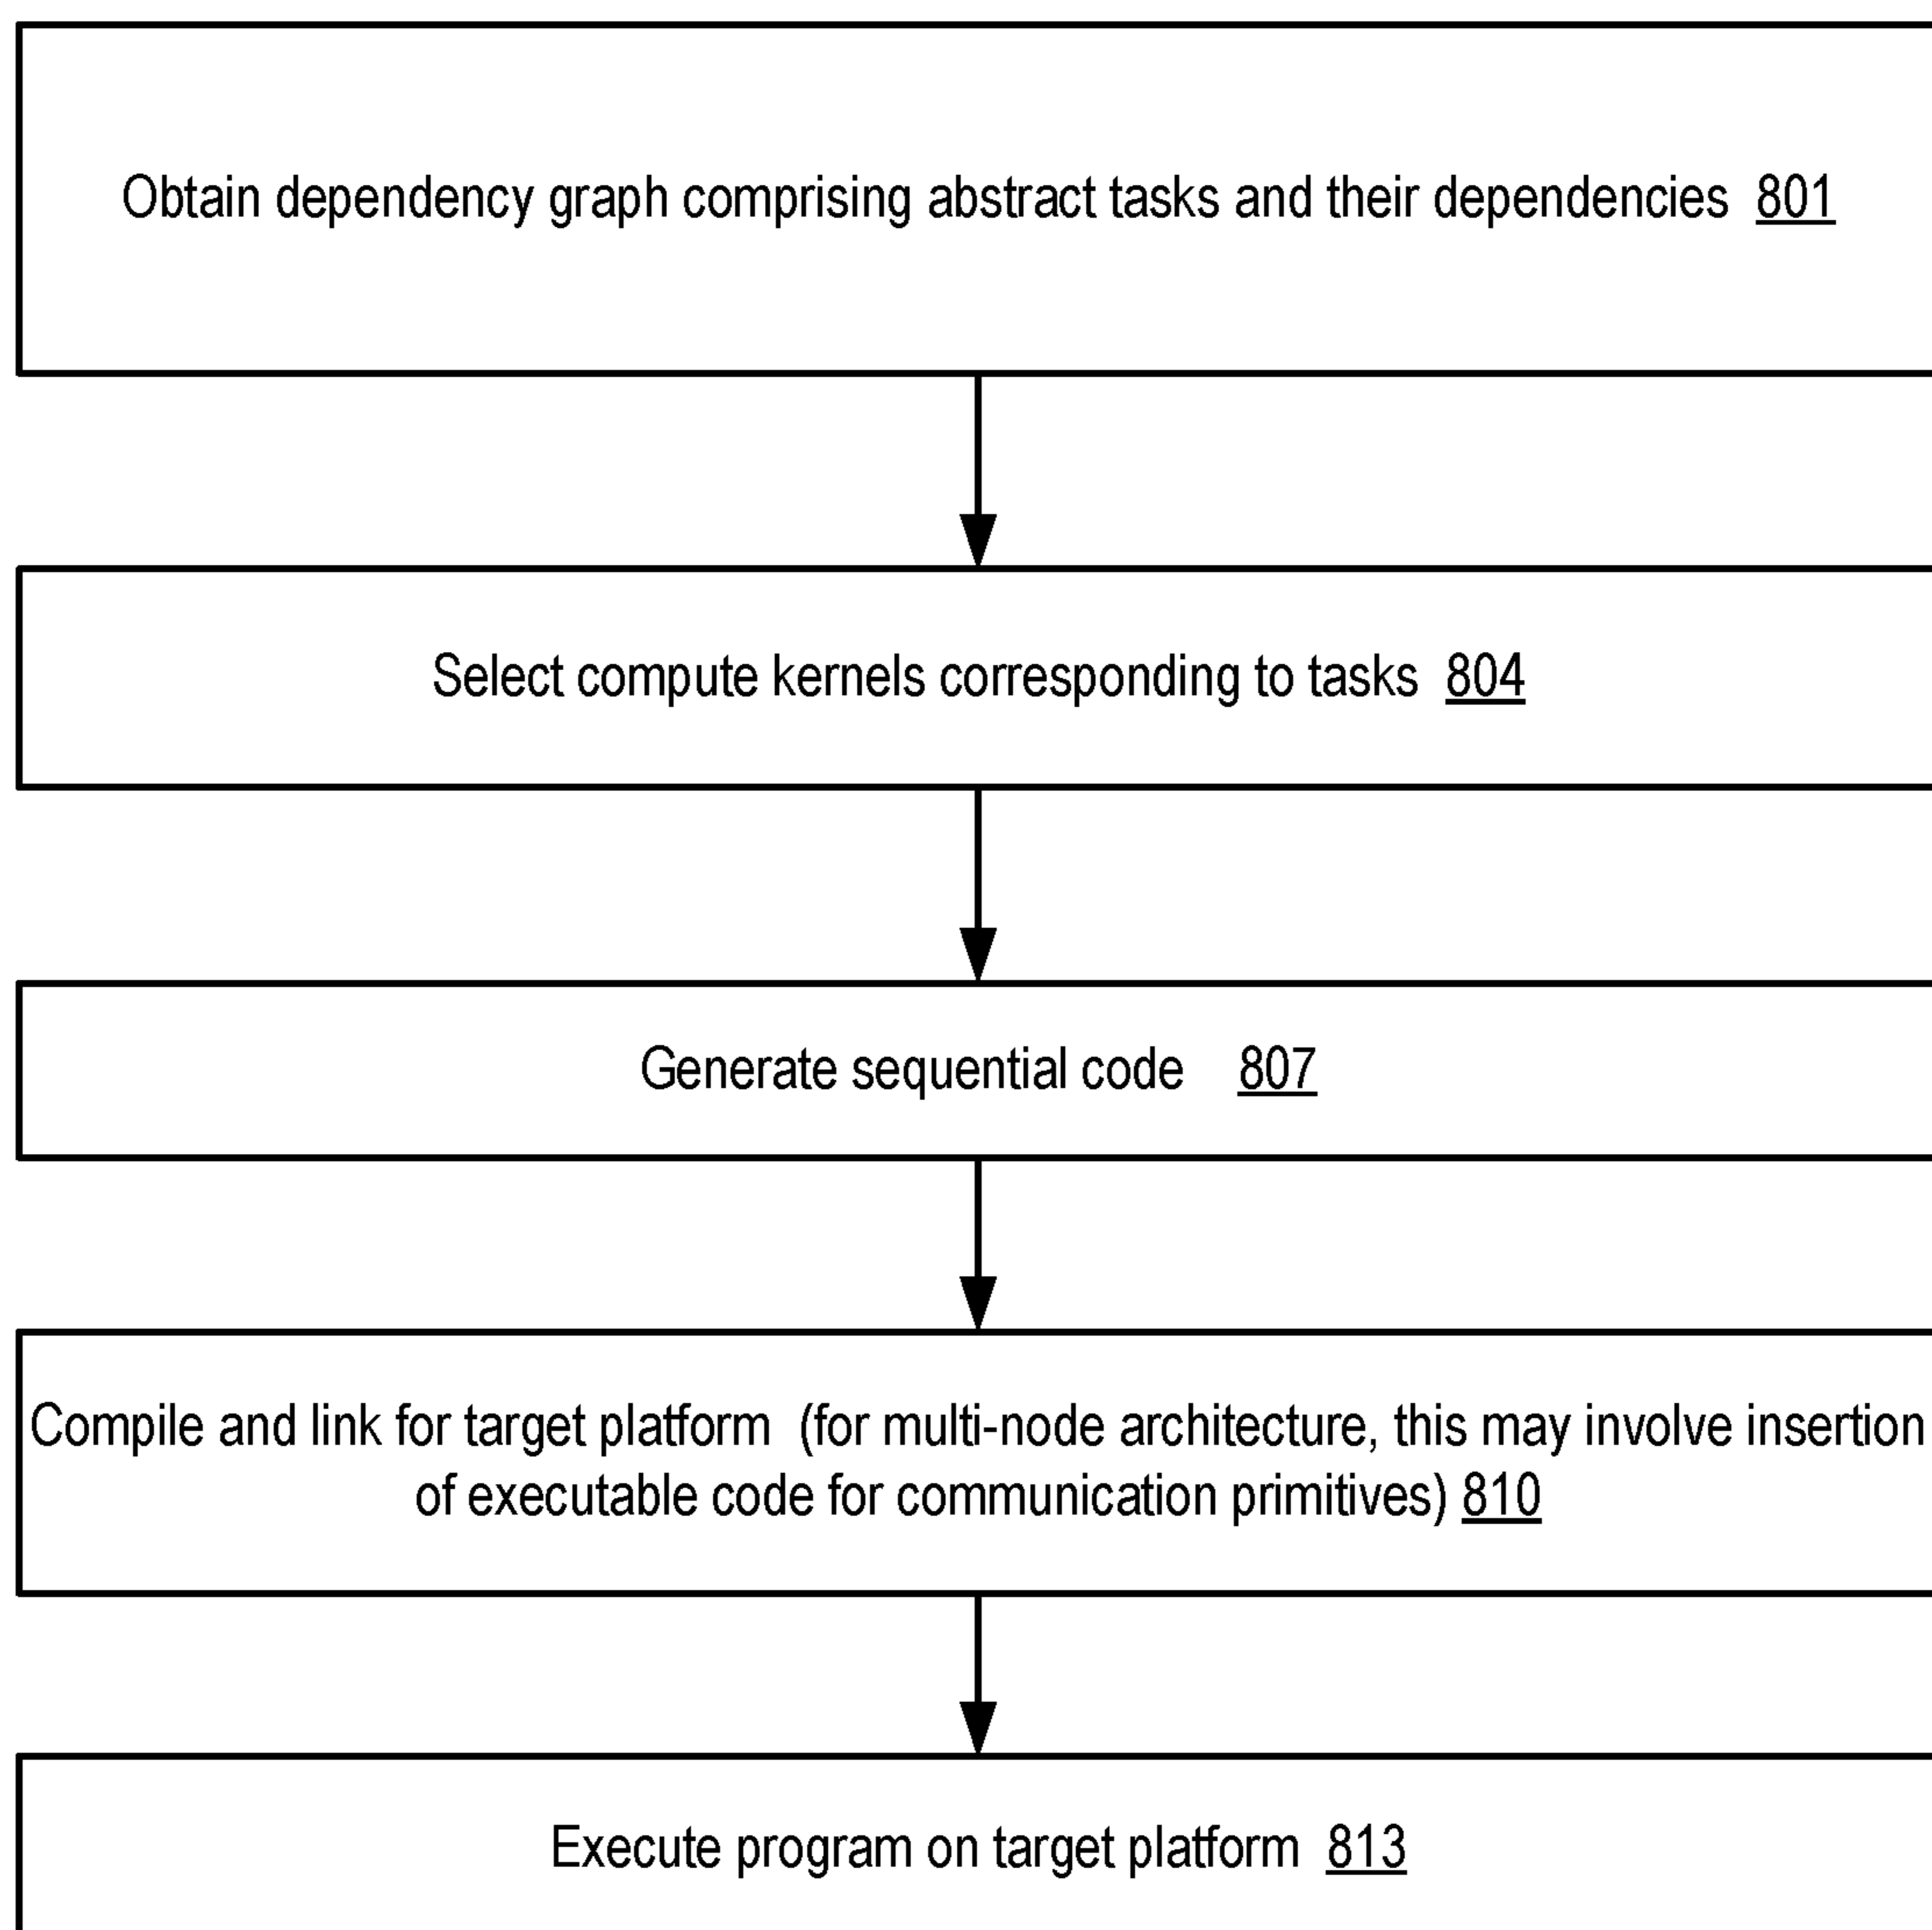 Obtain dependency graph comprising abstract tasks and their dependencies 801
Select compute kernels corresponding to tasks 804
Generate sequential code 807
Compile and link for target platform (for multi-node architecture, this may involve insertion
of executable code for communication primitives) 810
Execute program on target platform 813